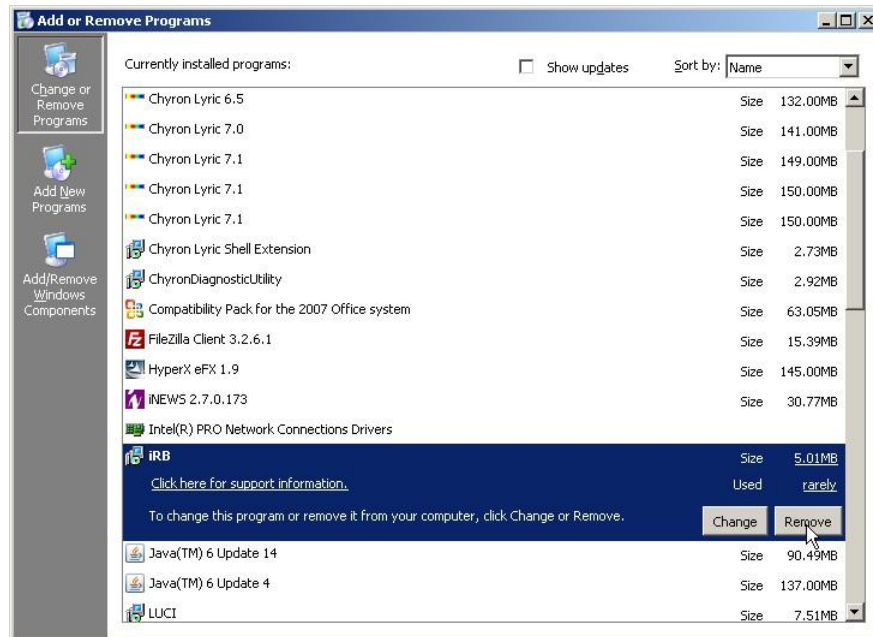 Add or Remove Programs
Change or
Remove
Programs
Add New
Programs
Add/Remove
Windows
Components
Currently installed programs:
Show updates
Sort by: Name
Chyron Lyric 6.5 Size 132.00MB
Chyron Lyric 7.0 Size 141.00MB
Chyron Lyric 7.1 Size 149.00MB
Chyron Lyric 7.1 Size 150.00MB
Chyron Lyric 7.1 Size 150.00MB
Chyron Lyric Shell Extension Size 2.73MB
ChyronDiagnosticUtility Size 2.92MB
Compatibility Pack for the 2007 Office system Size 63.05MB
FileZilla Client 3.2.6.1 Size 15.39MB
HyperX eFX 1.9 Size 145.00MB
iNEWS 2.7.0.173 Size 30.77MB
Intel(R) PRO Network Connections Drivers
iRB Size 5.01MB
Click here for support information. Used rarely
To change this program or remove it from your computer, click Change or Remove. Change Remove
Java(TM) 6 Update 14 Size 90.49MB
Java(TM) 6 Update 4 Size 137.00MB
LUCI Size 7.51MB